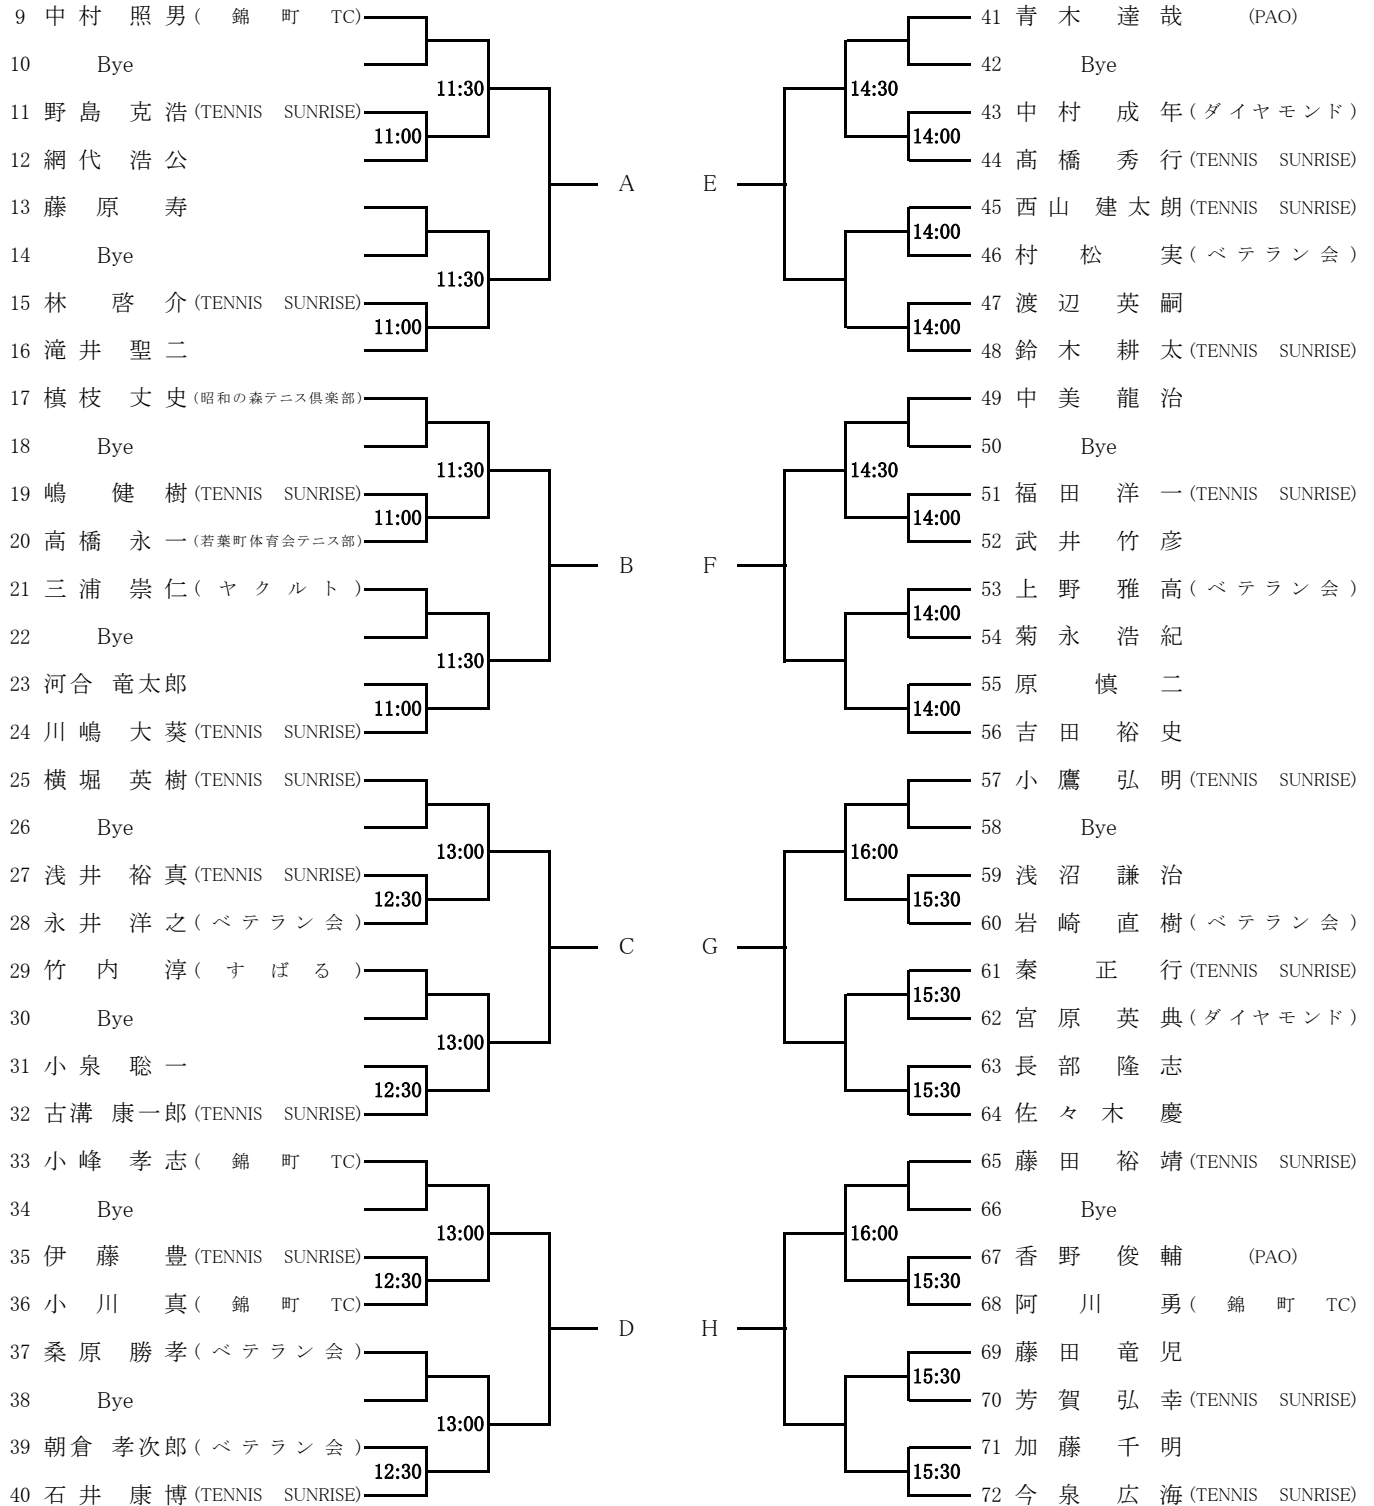 9 中村 照男 (錦町TC)
10 Bye
11:30
11 野島 克浩 (TENNIS SUNRISE)
11:00
12 網代 浩公
A
13 藤原 寿
14 Bye
11:30
15 林 啓介 (TENNIS SUNRISE)
11:00
16 滝井 聖二
17 槙枝 丈史 (昭和の森テニス倶楽部)
18 Bye
11:30
19 嶋 健樹 (TENNIS SUNRISE)
11:00
20 高橋 永一 (若葉町体育会テニス部)
B
21 三浦 崇仁 (ヤクルト)
22 Bye
11:30
23 河合 竜太郎
11:00
24 川嶋 大葵 (TENNIS SUNRISE)
25 横堀 英樹 (TENNIS SUNRISE)
26 Bye
13:00
27 浅井 裕真 (TENNIS SUNRISE)
12:30
28 永井 洋之 (ベテラン会)
C
29 竹内 淳 (すばる)
30 Bye
13:00
31 小泉 聡一
12:30
32 古溝 康一郎 (TENNIS SUNRISE)
33 小峰 孝志 (錦町TC)
34 Bye
13:00
35 伊藤 豊 (TENNIS SUNRISE)
12:30
36 小川 真 (錦町TC)
D
37 桑原 勝孝 (ベテラン会)
38 Bye
13:00
39 朝倉 孝次郎 (ベテラン会)
12:30
40 石井 康博 (TENNIS SUNRISE)
41 青木 達哉 (PAO)
42 Bye
14:30
43 中村 成年 (ダイヤモンド)
14:00
44 髙橋 秀行 (TENNIS SUNRISE)
E
45 西山 建太朗 (TENNIS SUNRISE)
14:00
46 村松 実 (ベテラン会)
47 渡辺 英嗣
14:00
48 鈴木 耕太 (TENNIS SUNRISE)
49 中美 龍治
50 Bye
14:30
51 福田 洋一 (TENNIS SUNRISE)
14:00
52 武井 竹彦
F
53 上野 雅高 (ベテラン会)
14:00
54 菊永 浩紀
55 原 慎二
14:00
56 吉田 裕史
57 小鷹 弘明 (TENNIS SUNRISE)
58 Bye
16:00
59 浅沼 謙治
15:30
60 岩崎 直樹 (ベテラン会)
G
61 秦 正行 (TENNIS SUNRISE)
15:30
62 宮原 英典 (ダイヤモンド)
63 長部 隆志
15:30
64 佐々木 慶
65 藤田 裕靖 (TENNIS SUNRISE)
66 Bye
16:00
67 香野 俊輔 (PAO)
15:30
68 阿川 勇 (錦町TC)
H
69 藤田 竜児
15:30
70 芳賀 弘幸 (TENNIS SUNRISE)
71 加藤 千明
15:30
72 今泉 広海 (TENNIS SUNRISE)